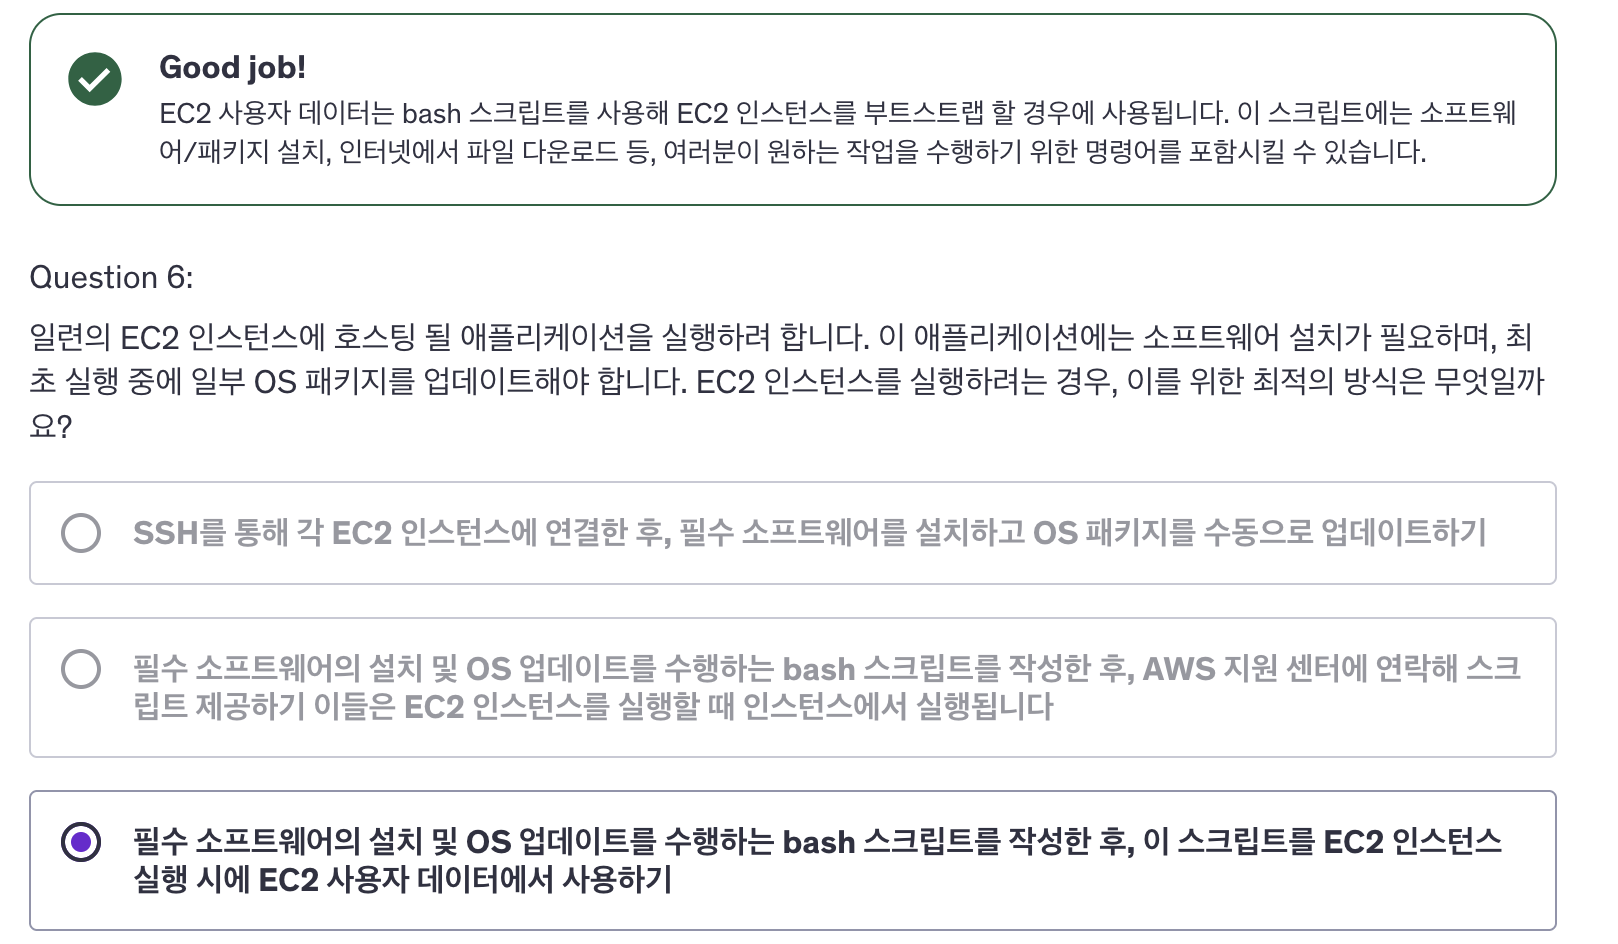 Good job!
EC2 사용자 데이터는 bash 스크립트를 사용해 EC2 인스턴스를 부트스트랩 할 경우에 사용됩니다. 이 스크립트에는 소프트웨
어/패키지 설치, 인터넷에서 파일 다운로드 등, 여러분이 원하는 작업을 수행하기 위한 명령어를 포함시킬 수 있습니다.
Question 6:
일련의 EC2 인스턴스에 호스팅 될 애플리케이션을 실행하려 합니다. 이 애플리케이션에는 소프트웨어 설치가 필요하며, 최
초 실행 중에 일부 OS 패키지를 업데이트해야 합니다. EC2 인스턴스를 실행하려는 경우, 이를 위한 최적의 방식은 무엇일까
요?
SSH를 통해 각 EC2 인스턴스에 연결한 후, 필수 소프트웨어를 설치하고 OS 패키지를 수동으로 업데이트하기
필수 소프트웨어의 설치 및 OS 업데이트를 수행하는 bash 스크립트를 작성한 후, AWS 지원 센터에 연락해 스크
립트 제공하기 이들은 EC2 인스턴스를 실행할 때 인스턴스에서 실행됩니다
필수 소프트웨어의 설치 및 OS 업데이트를 수행하는 bash 스크립트를 작성한 후, 이 스크립트를 EC2 인스턴스
실행 시에 EC2 사용자 데이터에서 사용하기